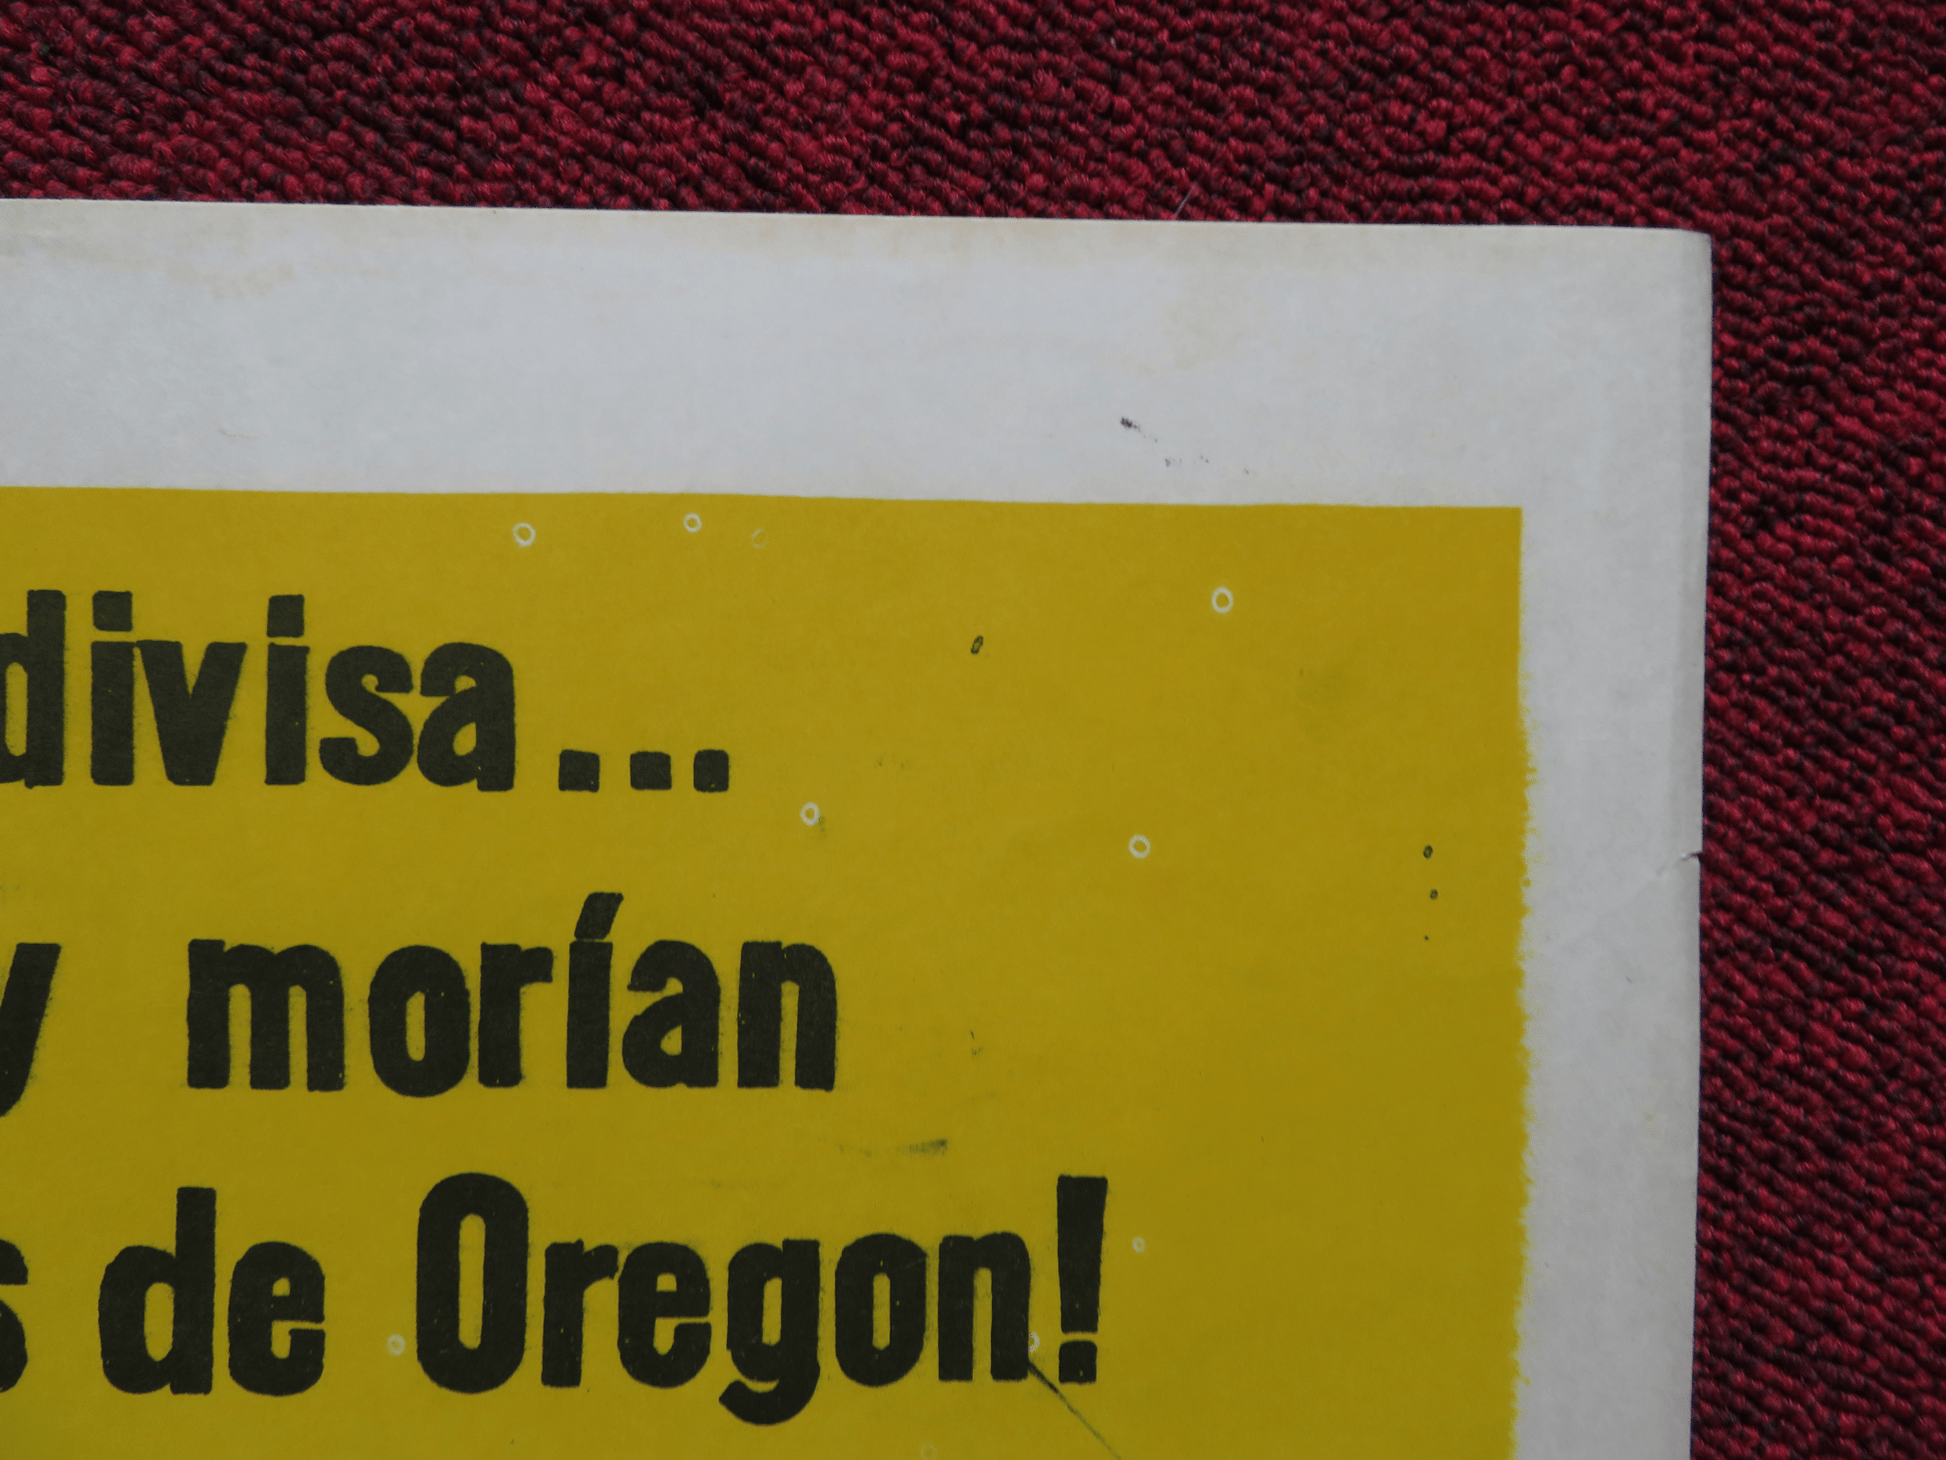 divisa...
y morían
s de Oregon!